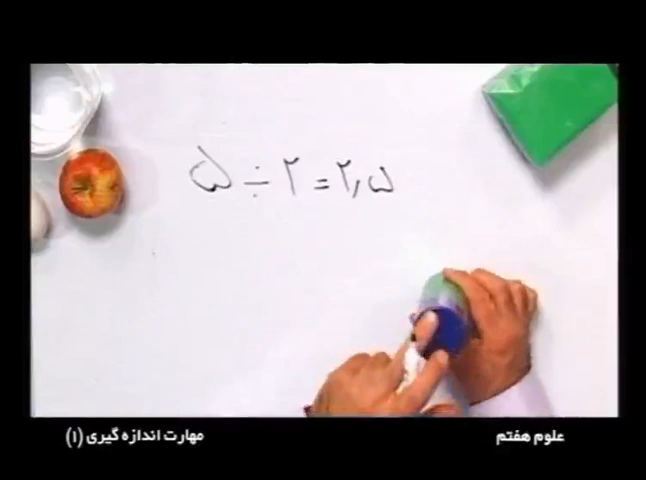 ۵ ÷ ۲ = ۲٫۵
علوم هفتم
مهارت اندازه گیری (۱)